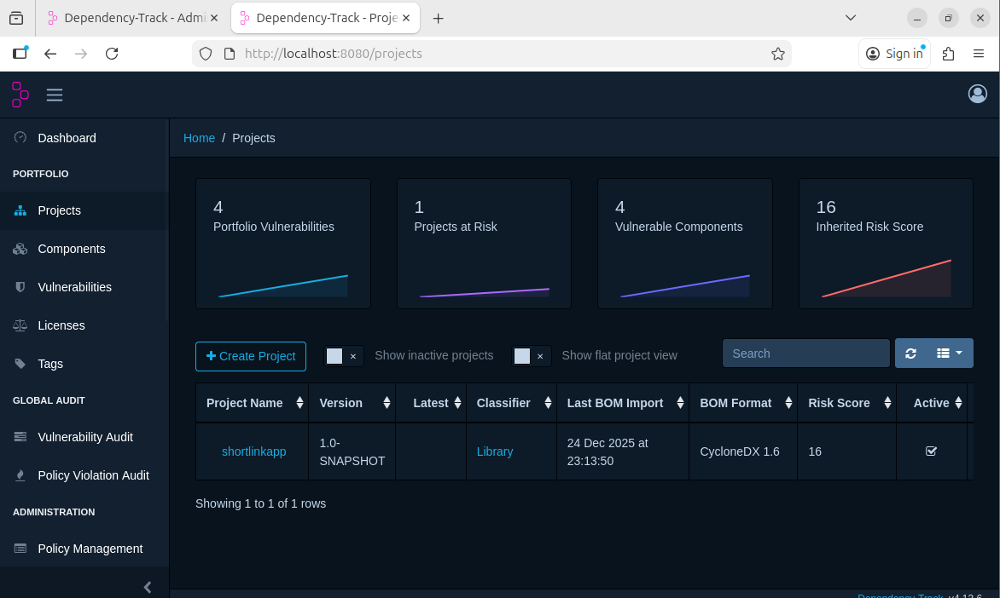 Dependency-Track - Admi
Dependency-Track - Proje
http://localhost:8080/projects
Sign in
Dashboard
PORTFOLIO
Projects
Components
Vulnerabilities
Licenses
Tags
GLOBAL AUDIT
Vulnerability Audit
Policy Violation Audit
ADMINISTRATION
Policy Management
Home / Projects
4
Portfolio Vulnerabilities
1
Projects at Risk
4
Vulnerable Components
16
Inherited Risk Score
Create Project
Show inactive projects
Show flat project view
Search
Project Name Version Latest Classifier Last BOM Import BOM Format Risk Score Active
shortlinkapp 1.0-SNAPSHOT Library 24 Dec 2025 at 23:13:50 CycloneDX 1.6 16
Showing 1 to 1 of 1 rows
Dependency-Track